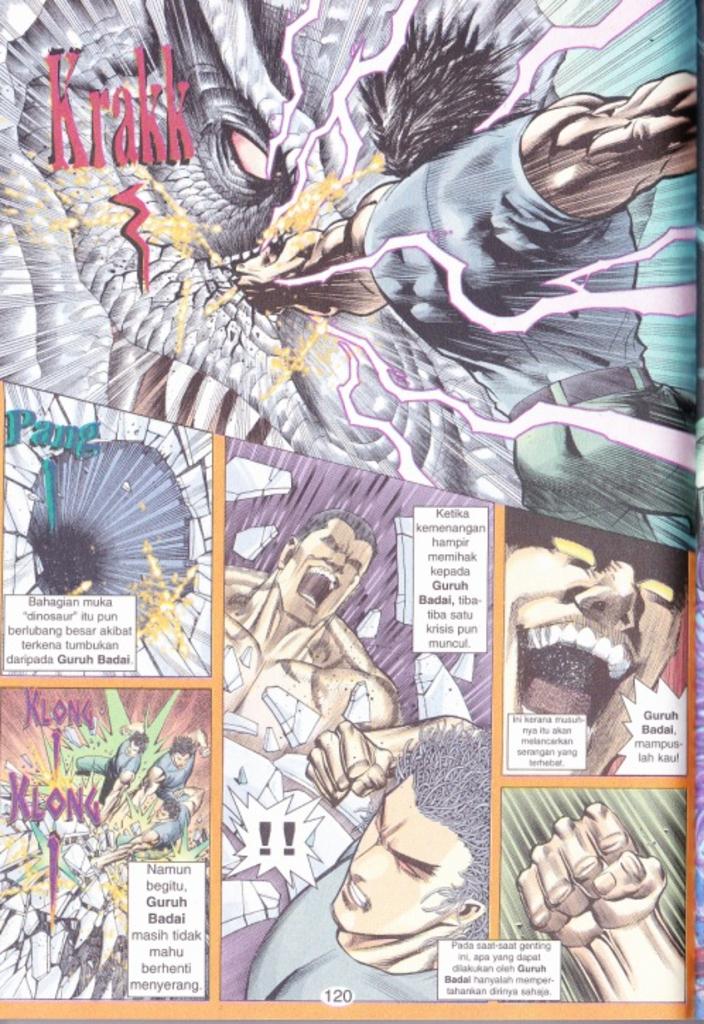 Krakk
Pang
Bahagian muka
"dinosaur" itu pun
berlubang besar akibat
terkena tumbukan
daripada Guruh Badai.
Ketika
kemenangan
hampir
memihak
kepada
Guruh
Badai, tiba-
tiba satu
krisis pun
muncul.
Ini kerana musuh-
nya itu akan
melancarkan
serangan yang
terhebat.
Guruh
Badai,
mampus-
lah kau!
KLONG
KLONG
Namun
begitu,
Guruh
Badai
masih tidak
mahu
berhenti
menyerang.
!!
Pada saat-saat genting
ini, apa yang dapat
dilakukan oleh Guruh
Badai hanyalah memper-
tahankan dirinya sahaja.
120